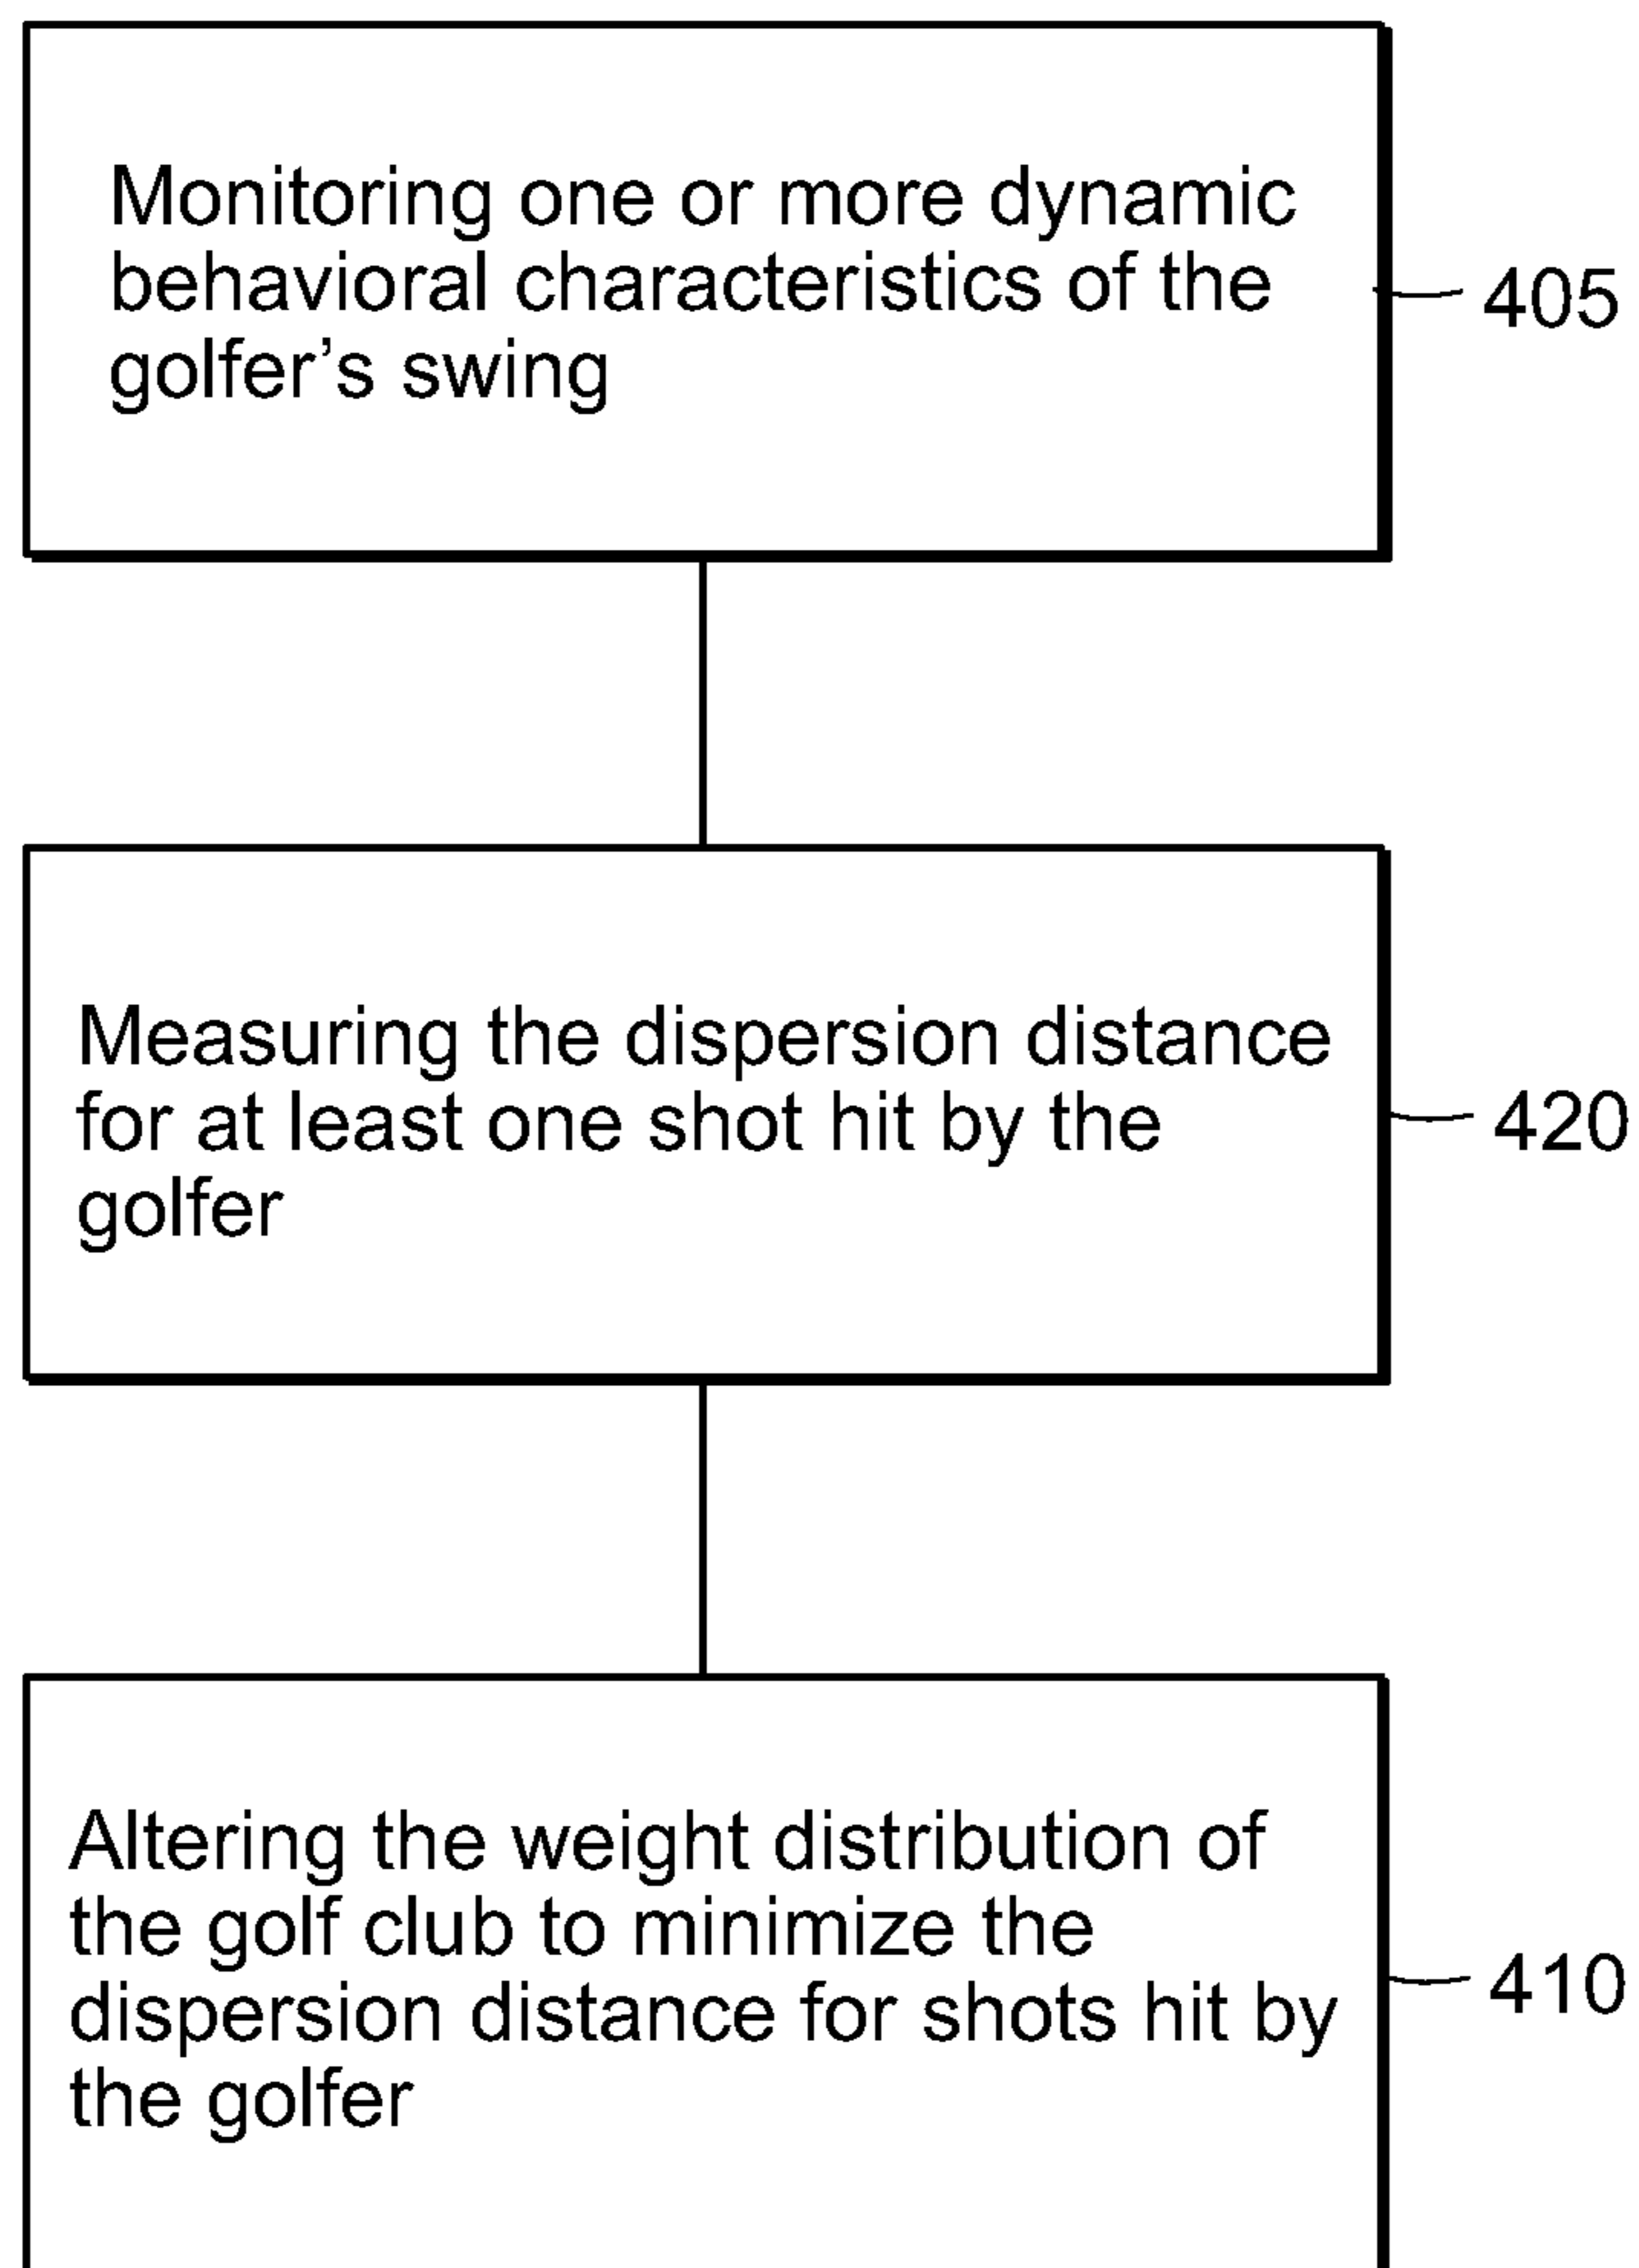 Monitoring one or more dynamic
behavioral characteristics of the
golfer’s swing
405
Measuring the dispersion distance
for at least one shot hit by the
golfer
420
Altering the weight distribution of
the golf club to minimize the
dispersion distance for shots hit by
the golfer
410